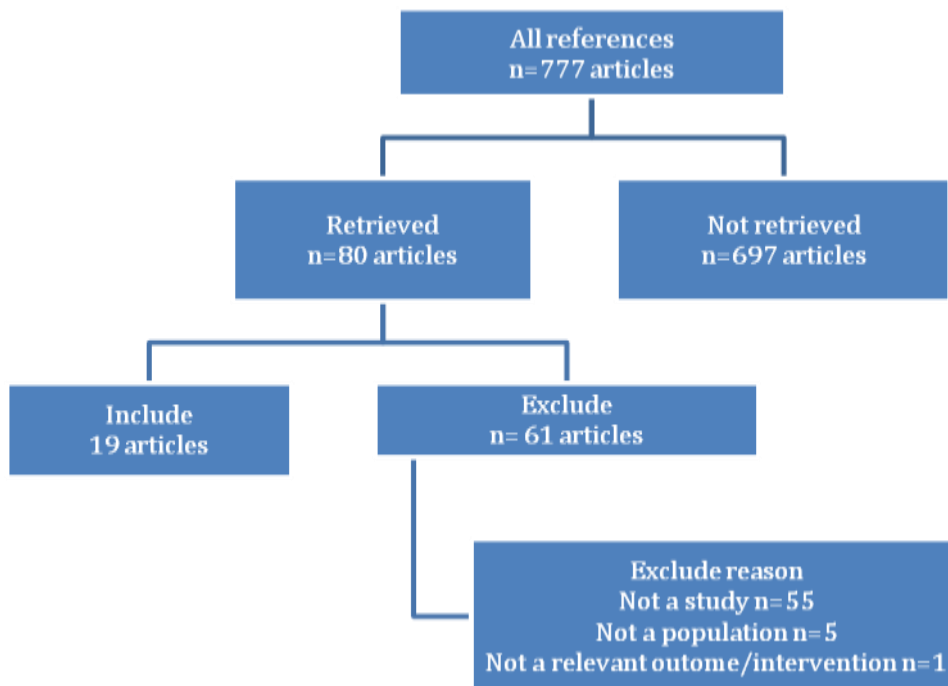 All references
n=777 articles
Retrieved
n=80 articles
Not retrieved
n=697 articles
Include
19 articles
Exclude
n= 61 articles
Exclude reason
Not a study n=55
Not a population n=5
Not a relevant outome/intervention n=1